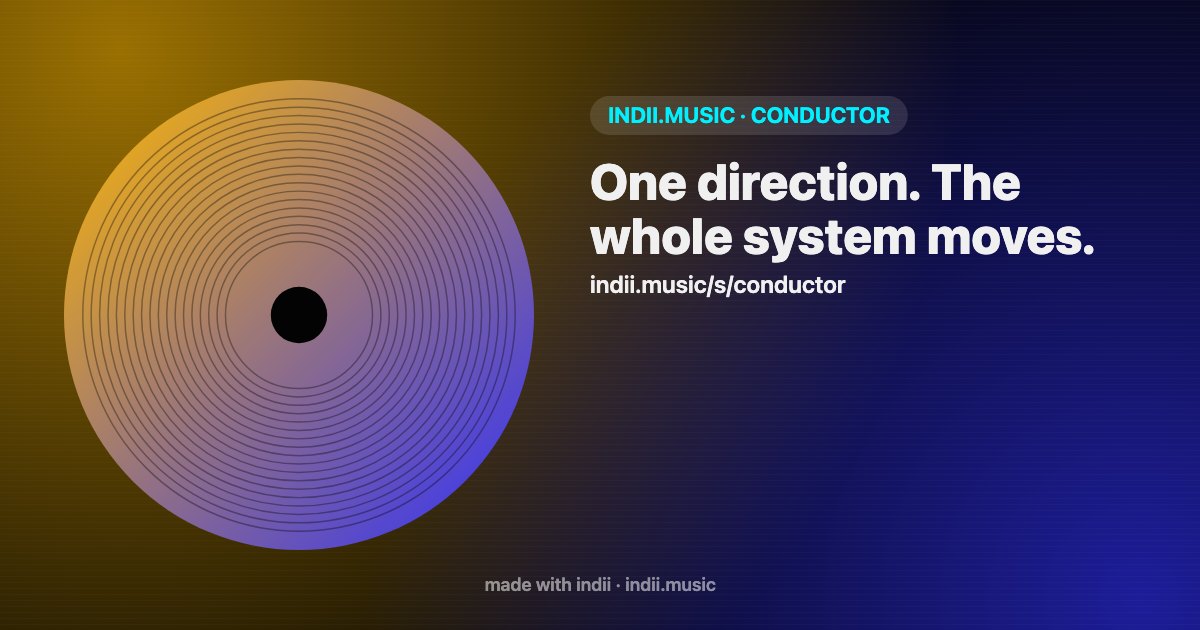 INDII.MUSIC · CONDUCTOR
One direction. The
whole system moves.
indii.music/s/conductor
made with indii · indii.music